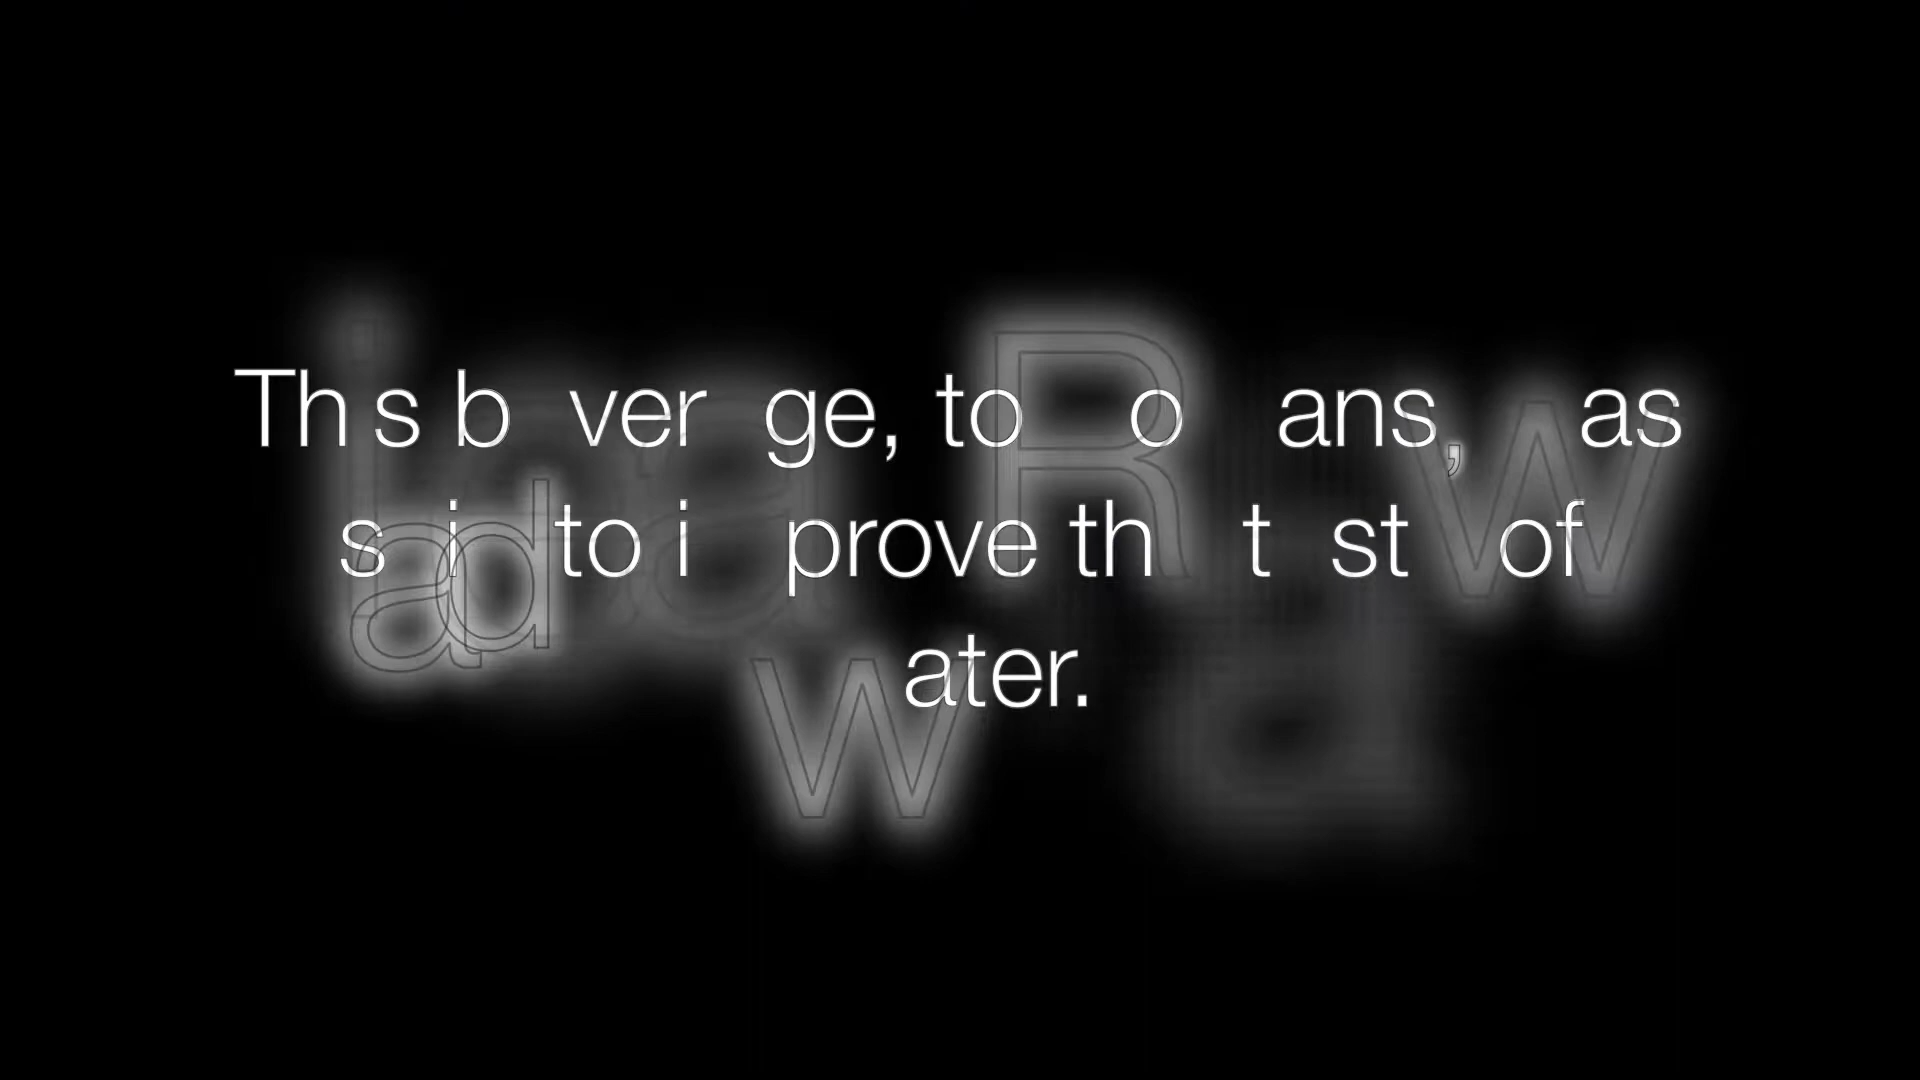 Th s b ver ge, to o ans, as
s i to i prove th t st of
ater.